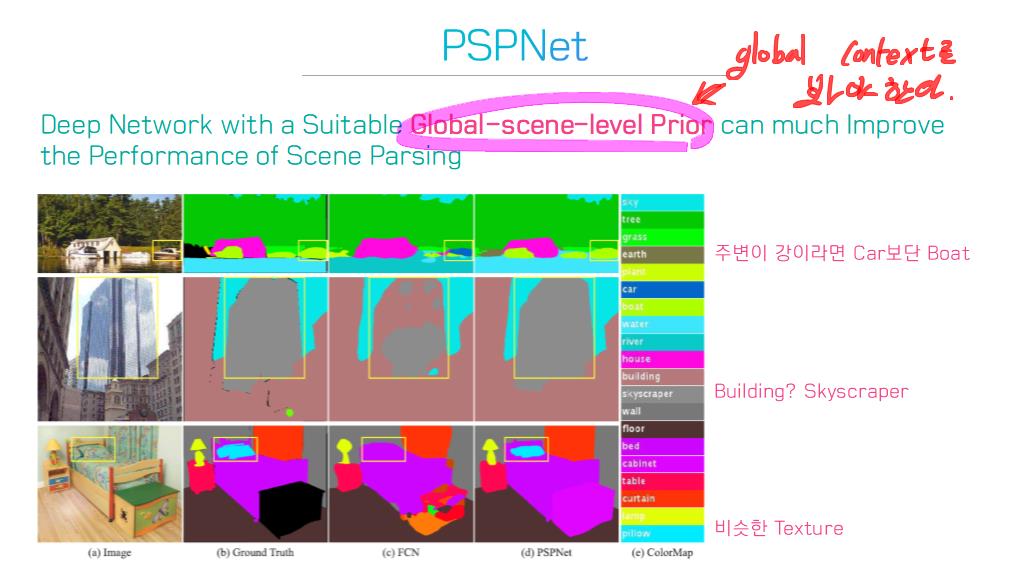 PSPNet
global context를
봐야 한다.
Deep Network with a Suitable Global-scene-level Prior can much Improve
the Performance of Scene Parsing
sky
tree
grass
earth
plant
car
boat
water
river
house
building
skyscraper
wall
floor
bed
cabinet
table
curtain
lamp
pillow
주변이 강이라면 Car보단 Boat
Building? Skyscraper
비슷한 Texture
(a) Image
(b) Ground Truth
(c) FCN
(d) PSPNet
(e) ColorMap